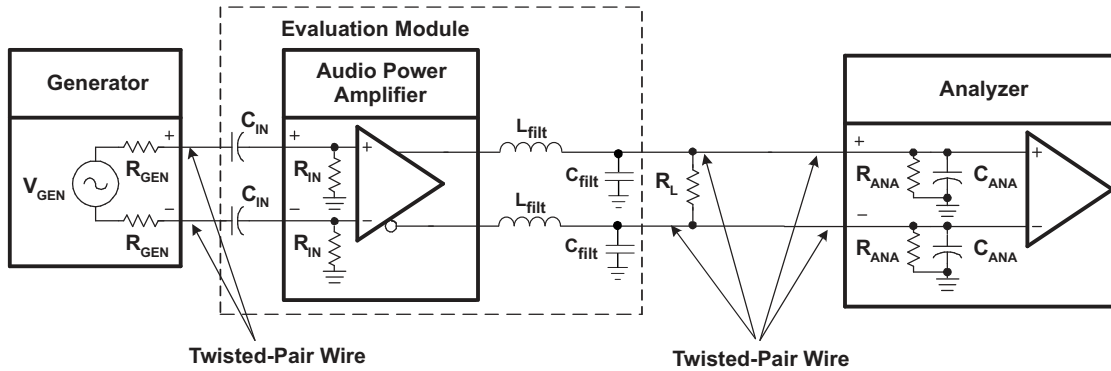 Evaluation Module
Generator
Audio Power
Amplifier
Analyzer
C_IN
L_filt
+
+
+
+
+
R_GEN
R_IN
C_filt
R_L
R_ANA
C_ANA
V_GEN
C_IN
L_filt
−
−
−
−
−
R_GEN
R_IN
C_filt
R_ANA
C_ANA
Twisted-Pair Wire
Twisted-Pair Wire